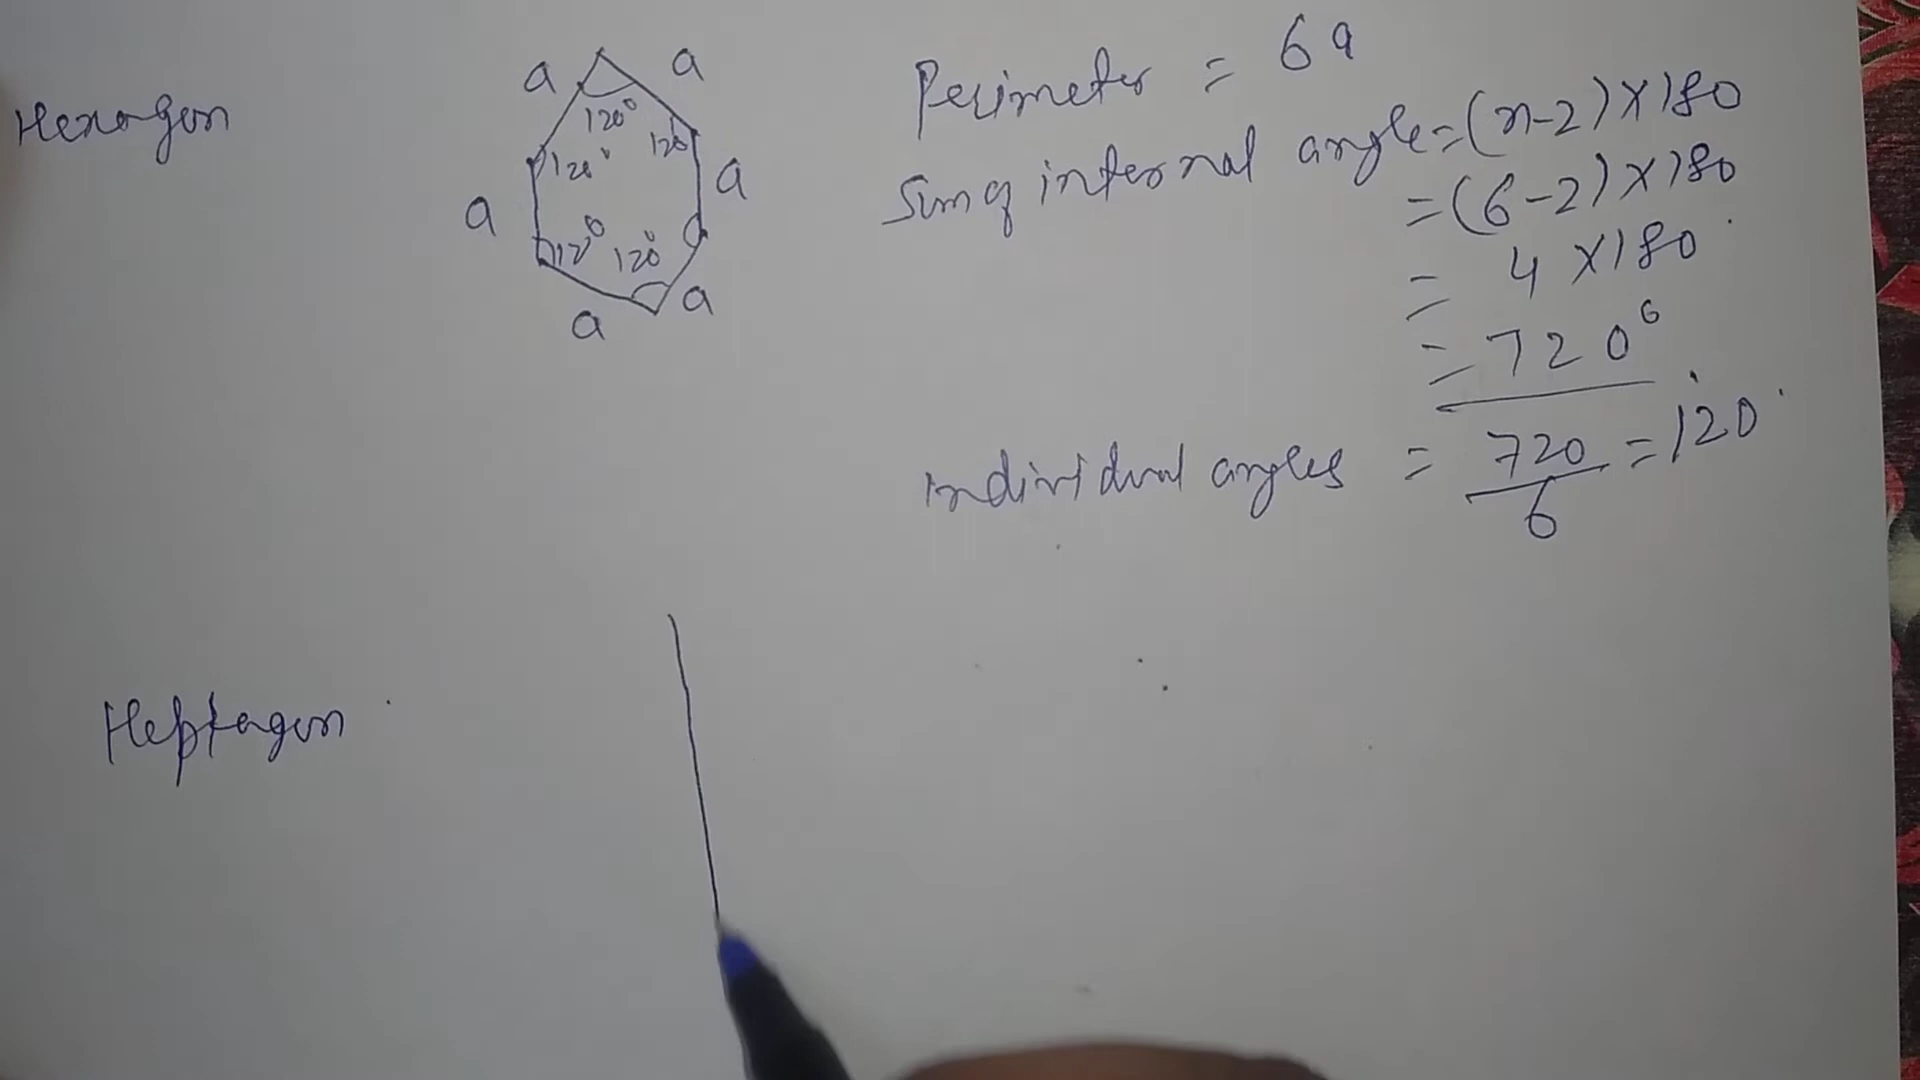 Hexagon
a a
120° 120
120°
a a
120 120°
a a
Perimeter = 6a
Sum of internal angle = (n-2) × 180
= (6-2) × 180
= 4 × 180
= 720°
Individual angles = 720/6 = 120
Heptagon